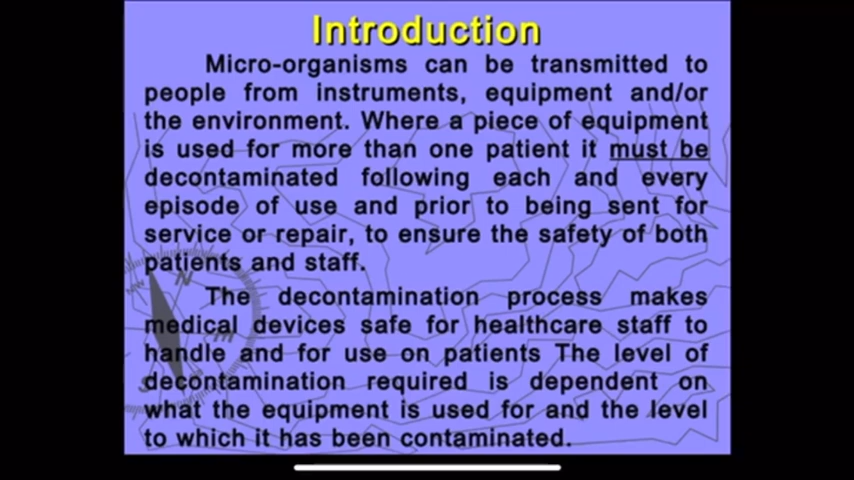 Introduction
Micro-organisms can be transmitted to
people from instruments, equipment and/or
the environment. Where a piece of equipment
is used for more than one patient it must be
decontaminated following each and every
episode of use and prior to being sent for
service or repair, to ensure the safety of both
patients and staff.
The decontamination process makes
medical devices safe for healthcare staff to
handle and for use on patients The level of
decontamination required is dependent on
what the equipment is used for and the level
to which it has been contaminated.
N